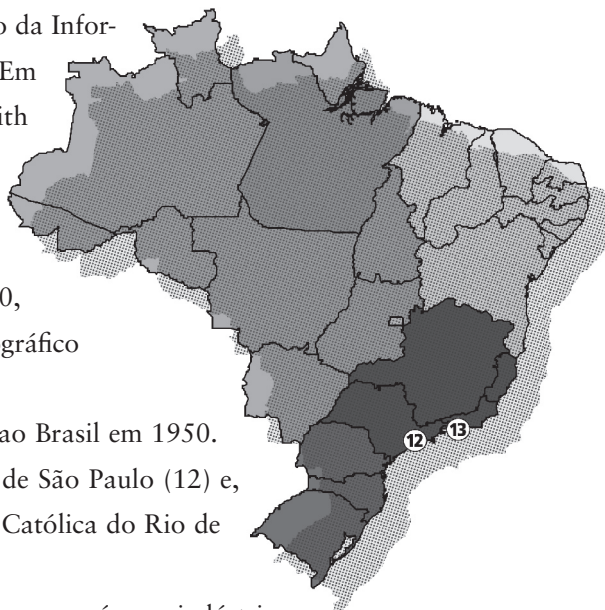 o da Infor-
Em
ith
0,
gráfico
ao Brasil em 1950.
12 13
de São Paulo (12) e,
Católica do Rio de